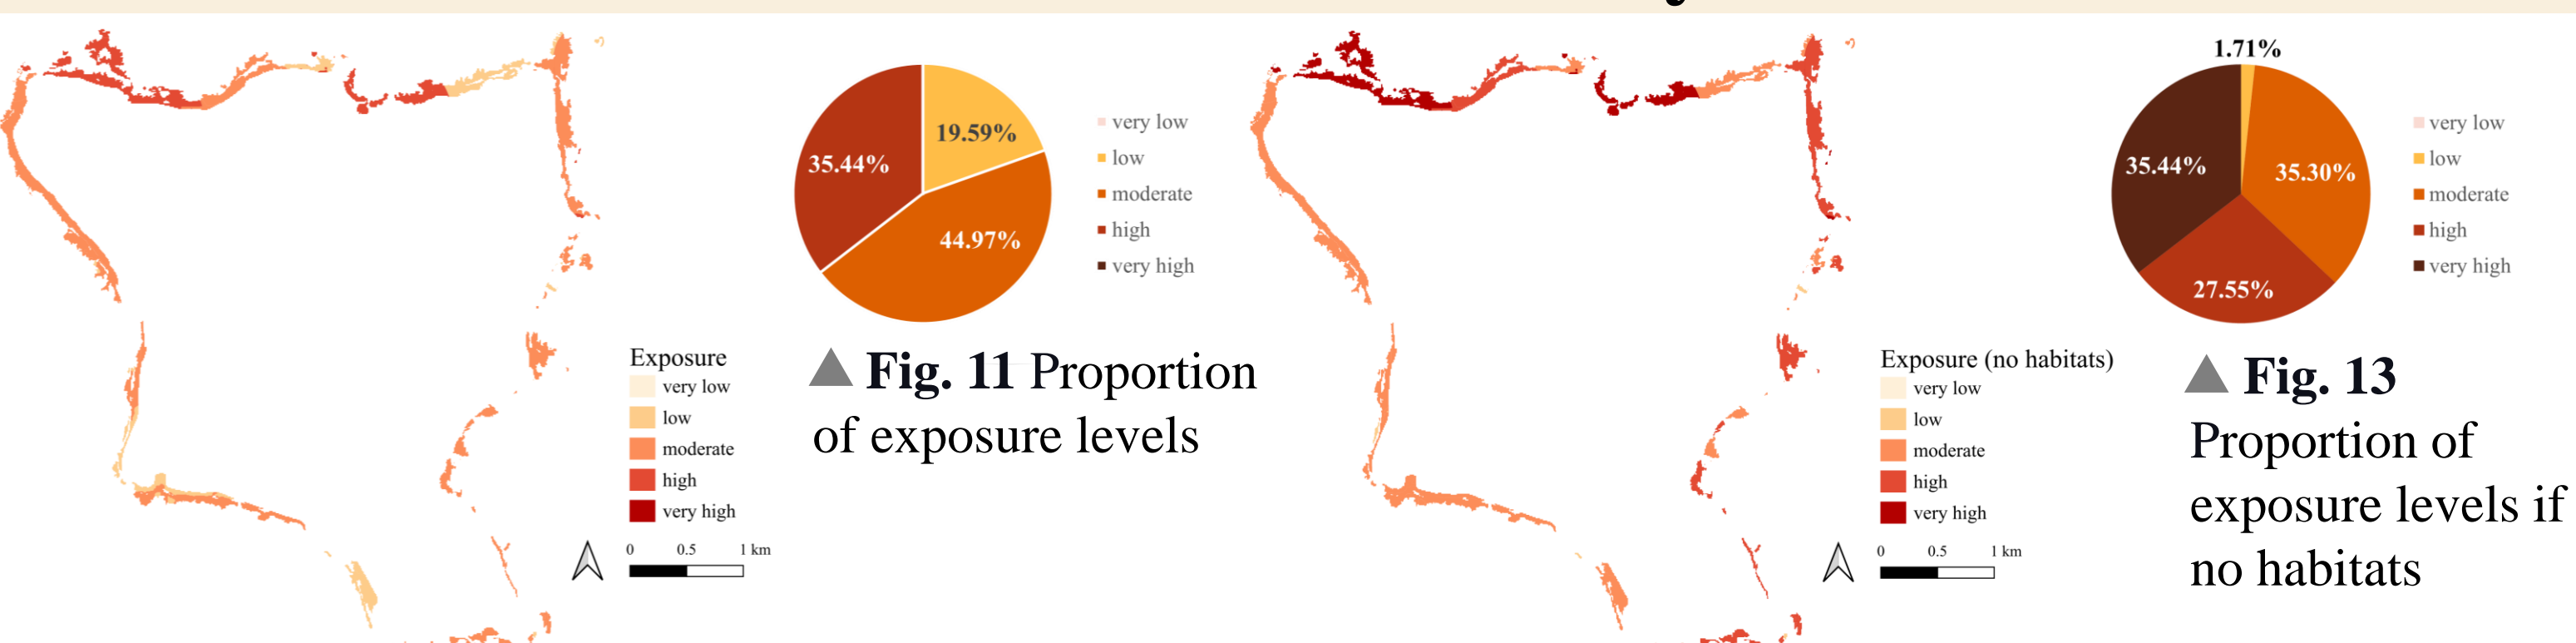 19.59%
35.44%
44.97%
very low
low
moderate
high
very high
Exposure
very low
low
moderate
high
very high
0 0.5 1 km
▲ Fig. 11 Proportion
of exposure levels
1.71%
35.44%
35.30%
27.55%
very low
low
moderate
high
very high
Exposure (no habitats)
very low
low
moderate
high
very high
0 0.5 1 km
▲ Fig. 13
Proportion of
exposure levels if
no habitats